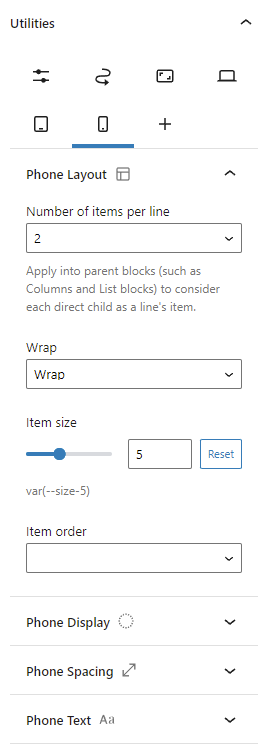 Utilities
Phone Layout
Number of items per line
2
Apply into parent blocks (such as
Columns and List blocks) to consider
each direct child as a line's item.
Wrap
Wrap
Item size
5
Reset
var(--size-5)
Item order
Phone Display
Phone Spacing
Phone Text Aa